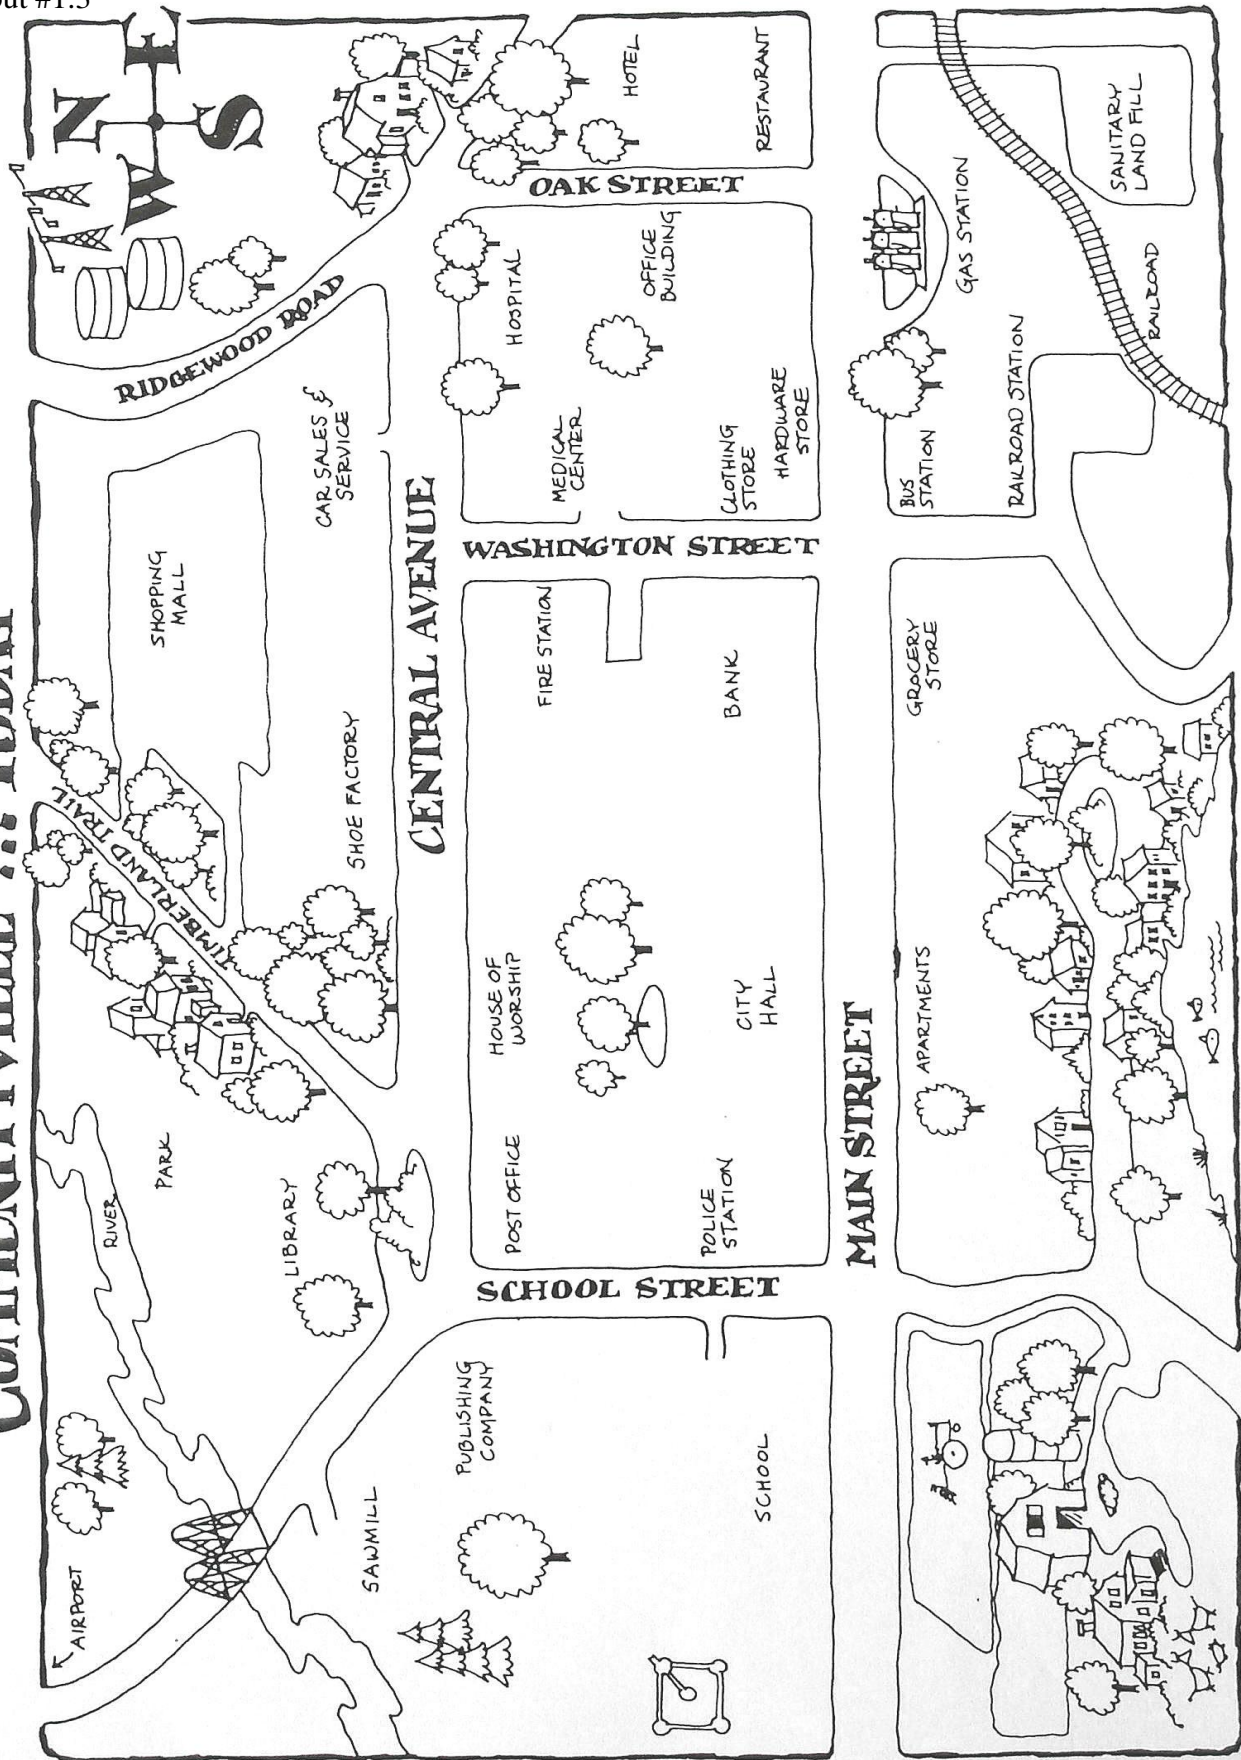 out #1.5
COMMUNITYVILLE ... TODAY
N
W
E
S
AIRPORT
RIVER
PARK
TIMBERLAND TRAIL
SHOPPING
MALL
RIDGEWOOD ROAD
LIBRARY
SAWMILL
SHOE FACTORY
CAR SALES &
SERVICE
CENTRAL AVENUE
PUBLISHING
COMPANY
POST OFFICE
HOUSE OF
WORSHIP
FIRE STATION
MEDICAL
CENTER
HOSPITAL
HOTEL
SCHOOL STREET
WASHINGTON STREET
OAK STREET
OFFICE
BUILDING
SCHOOL
POLICE
STATION
CITY
HALL
BANK
CLOTHING
STORE
HARDWARE
STORE
RESTAURANT
MAIN STREET
APARTMENTS
GROCERY
STORE
BUS
STATION
GAS STATION
RAILROAD STATION
RAILROAD
SANITARY
LAND FILL